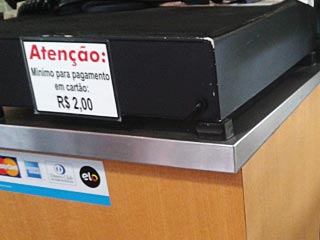 Atenção:
Mínimo para pagamento
em cartão:
R$ 2,00
elo